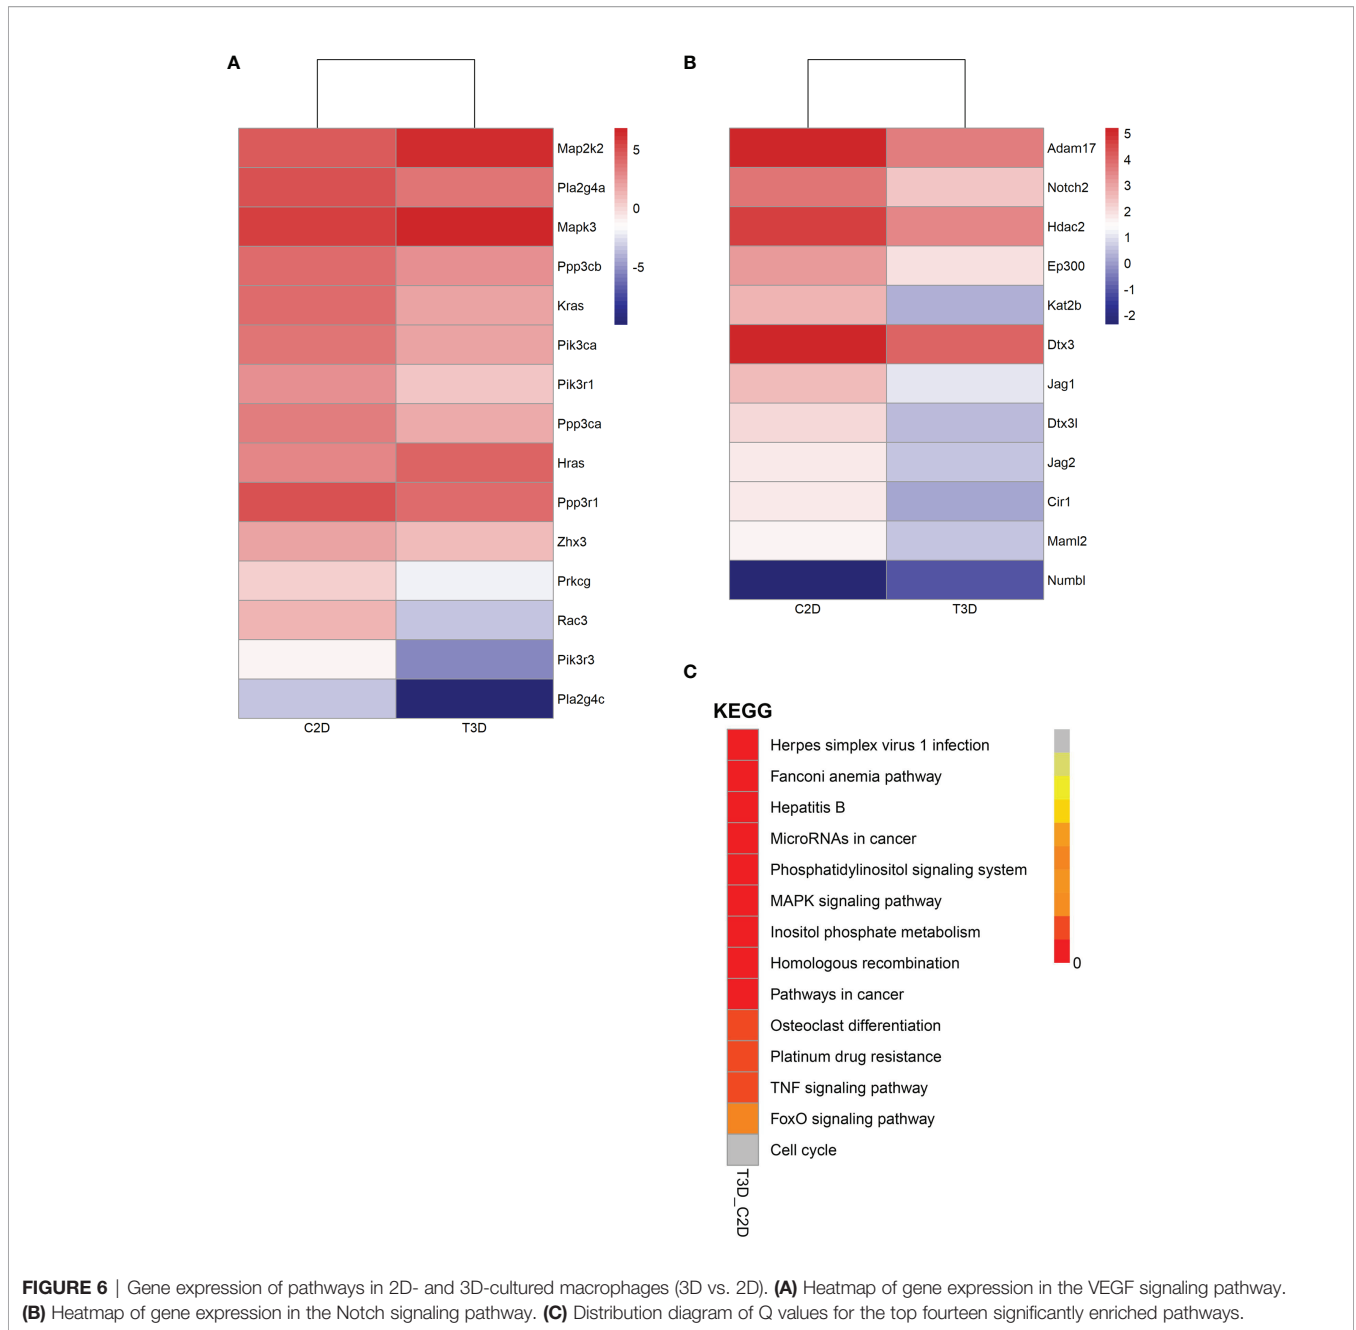 A
Map2k2
Pla2g4a
Mapk3
Ppp3cb
Kras
Pik3ca
Pik3r1
Ppp3ca
Hras
Ppp3r1
Zhx3
Prkcg
Rac3
Pik3r3
Pla2g4c
C2D T3D
5
0
-5
B
Adam17
Notch2
Hdac2
Ep300
Kat2b
Dtx3
Jag1
Dtx3l
Jag2
Cir1
Maml2
Numbl
C2D T3D
5
4
3
2
1
0
-1
-2
C
KEGG
Herpes simplex virus 1 infection
Fanconi anemia pathway
Hepatitis B
MicroRNAs in cancer
Phosphatidylinositol signaling system
MAPK signaling pathway
Inositol phosphate metabolism
Homologous recombination
Pathways in cancer
Osteoclast differentiation
Platinum drug resistance
TNF signaling pathway
FoxO signaling pathway
Cell cycle
T3D_C2D
0
FIGURE 6 | Gene expression of pathways in 2D- and 3D-cultured macrophages (3D vs. 2D). (A) Heatmap of gene expression in the VEGF signaling pathway.
(B) Heatmap of gene expression in the Notch signaling pathway. (C) Distribution diagram of Q values for the top fourteen significantly enriched pathways.